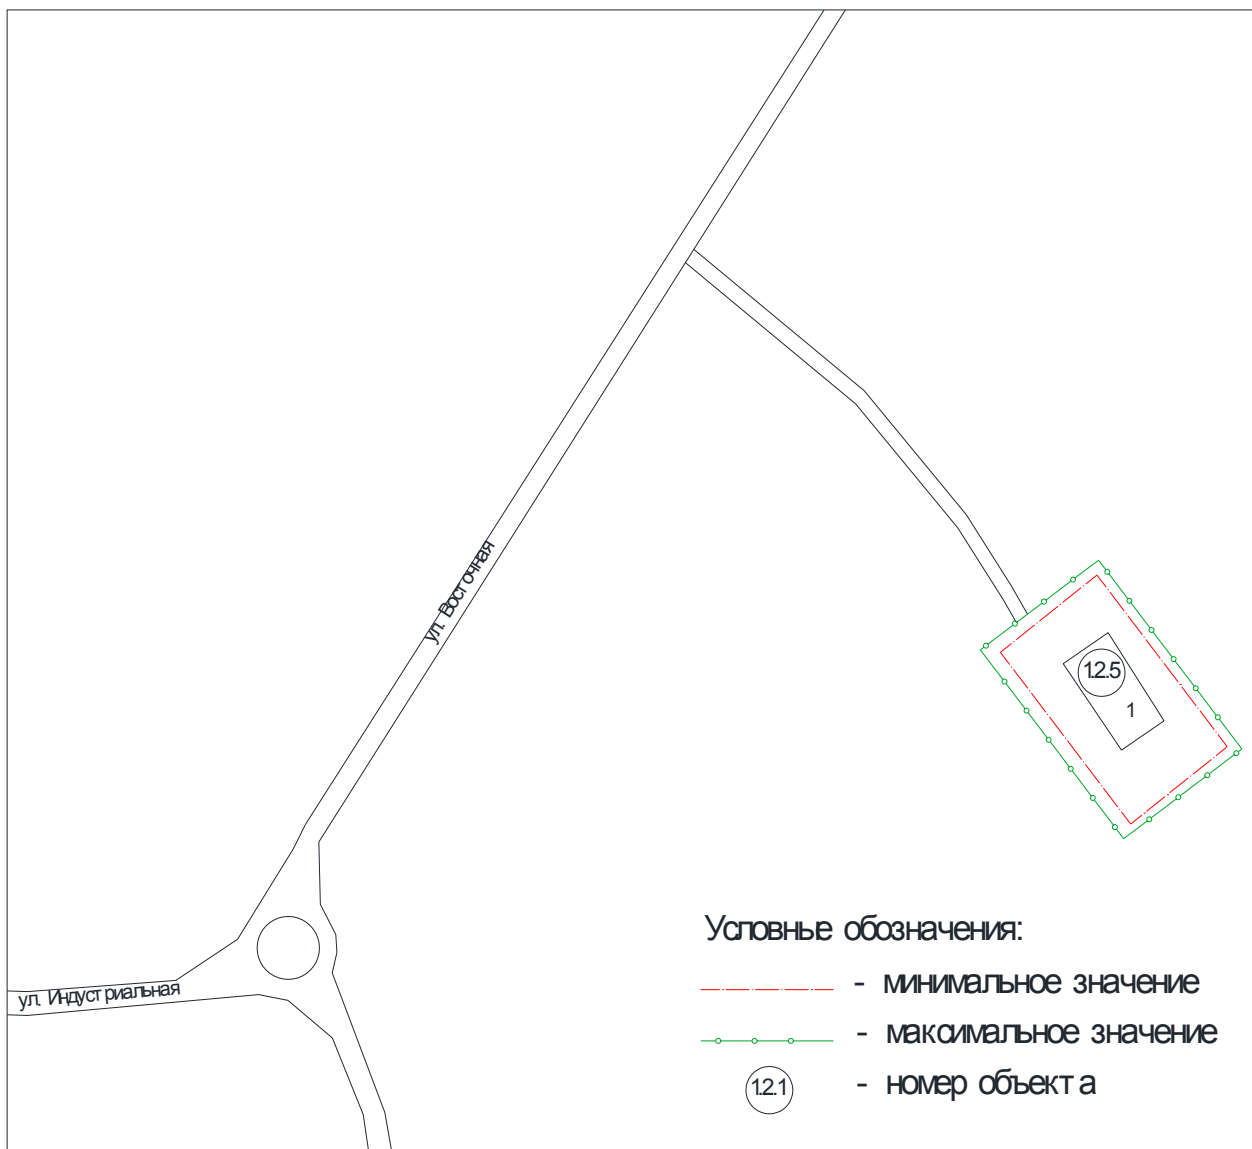 ул. Восточная
1.2.5
1
ул. Индустриальная
Условные обозначения:
- минимальное значение
- максимальное значение
1.2.1 - номер объекта